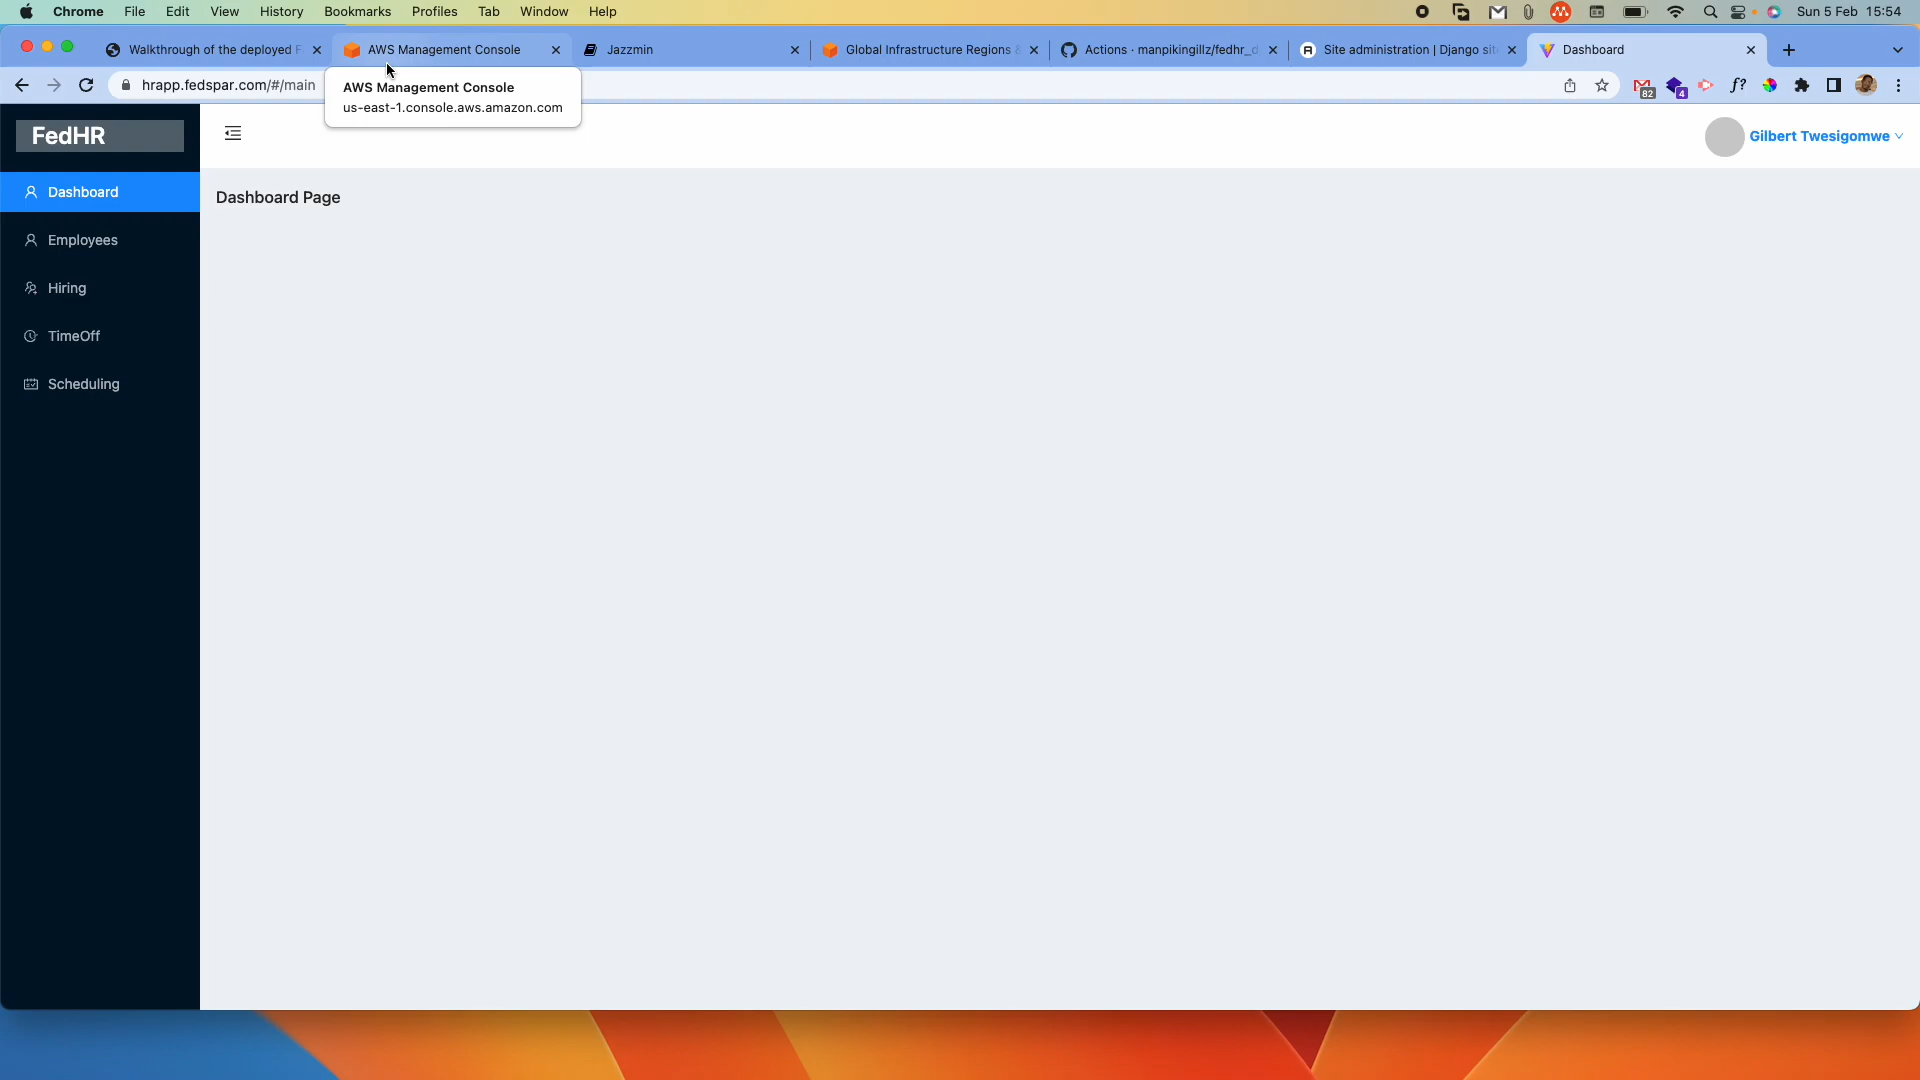 Chrome File Edit View History Bookmarks Profiles Tab Window Help Sun 5 Feb 15:54
Walkthrough of the deployed F AWS Management Console Jazzmin Global Infrastructure Regions & Actions · manpikingillz/fedhr_d Site administration | Django sit Dashboard
hrapp.fedspar.com/#/main 82 4 f?
AWS Management Console
us-east-1.console.aws.amazon.com
FedHR
Gilbert Twesigomwe
Dashboard
Dashboard Page
Employees
Hiring
TimeOff
Scheduling